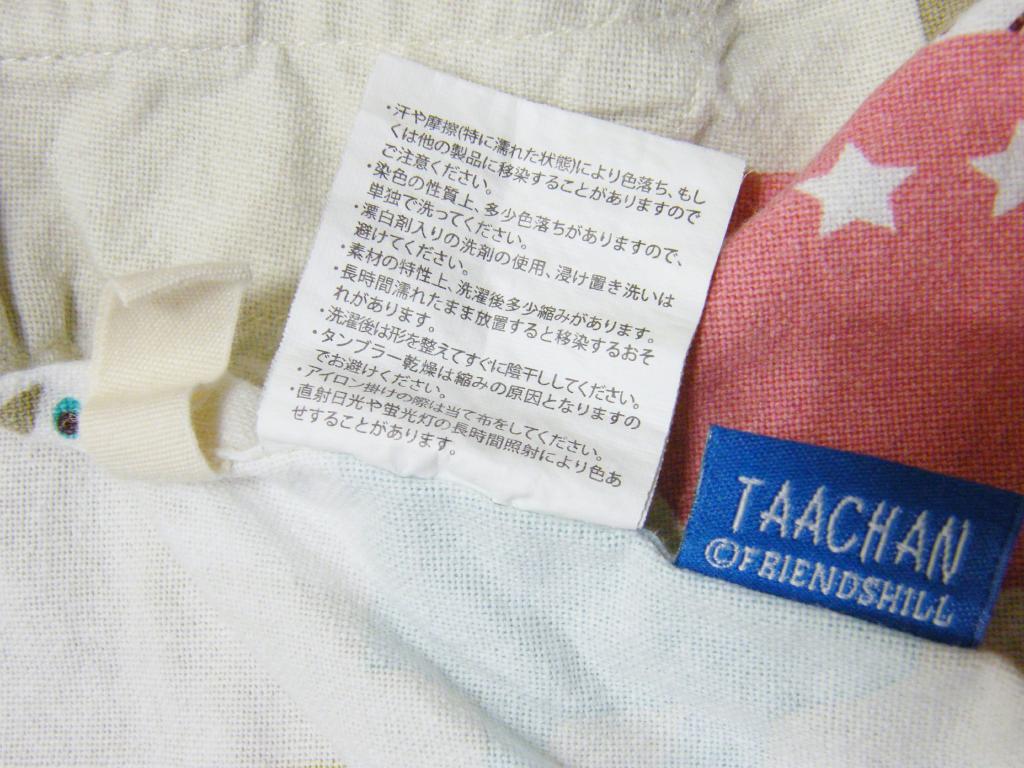 ・汗や摩擦(特に濡れた状態)により色落ち、もし
くは他の製品に移染することがありますので
ご注意ください。
・染色の性質上、多少色落ちがありますので、
単独で洗ってください。
・漂白剤入りの洗剤の使用、浸け置き洗いは
避けてください。
・素材の特性上、洗濯後多少縮みがあります。
・長時間濡れたまま放置すると移染するおそ
れがあります。
・洗濯後は形を整えてすぐに陰干ししてください。
・タンブラー乾燥は縮みの原因となりますの
でお避けください。
・アイロン掛けの際は当て布をしてください。
・直射日光や蛍光灯の長時間照射により色あ
せすることがあります。
TAACHAN
©FRIENDSHILL